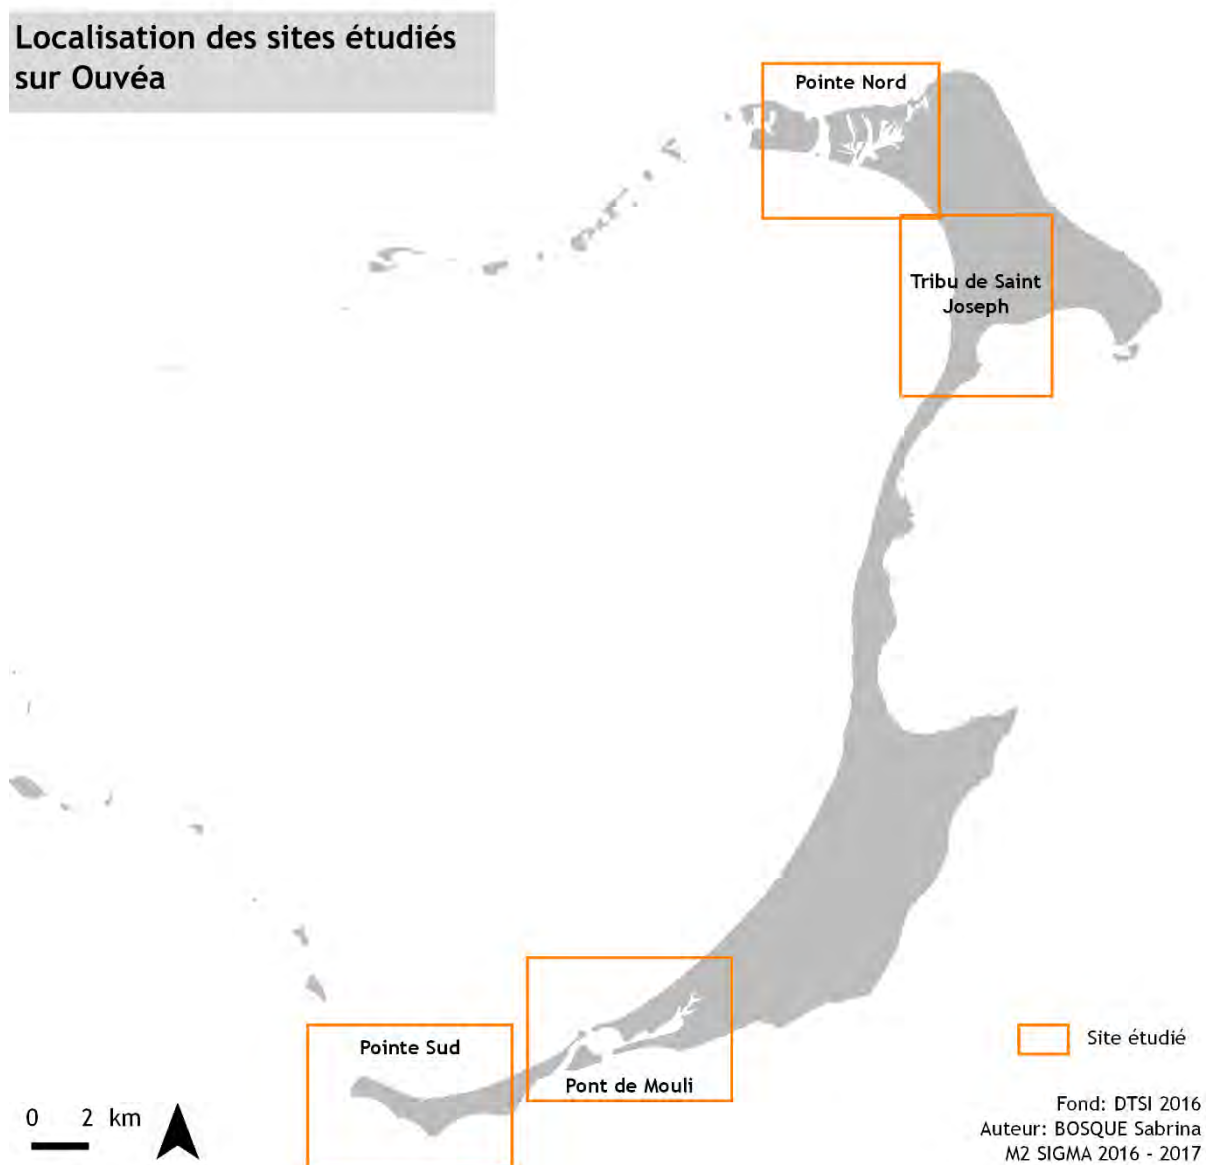 Localisation des sites étudiés
sur Ouvéa
Pointe Nord
Tribu de Saint
Joseph
Pointe Sud
Pont de Mouli
Site étudié
0 2 km
Fond: DTSI 2016
Auteur: BOSQUE Sabrina
M2 SIGMA 2016 - 2017